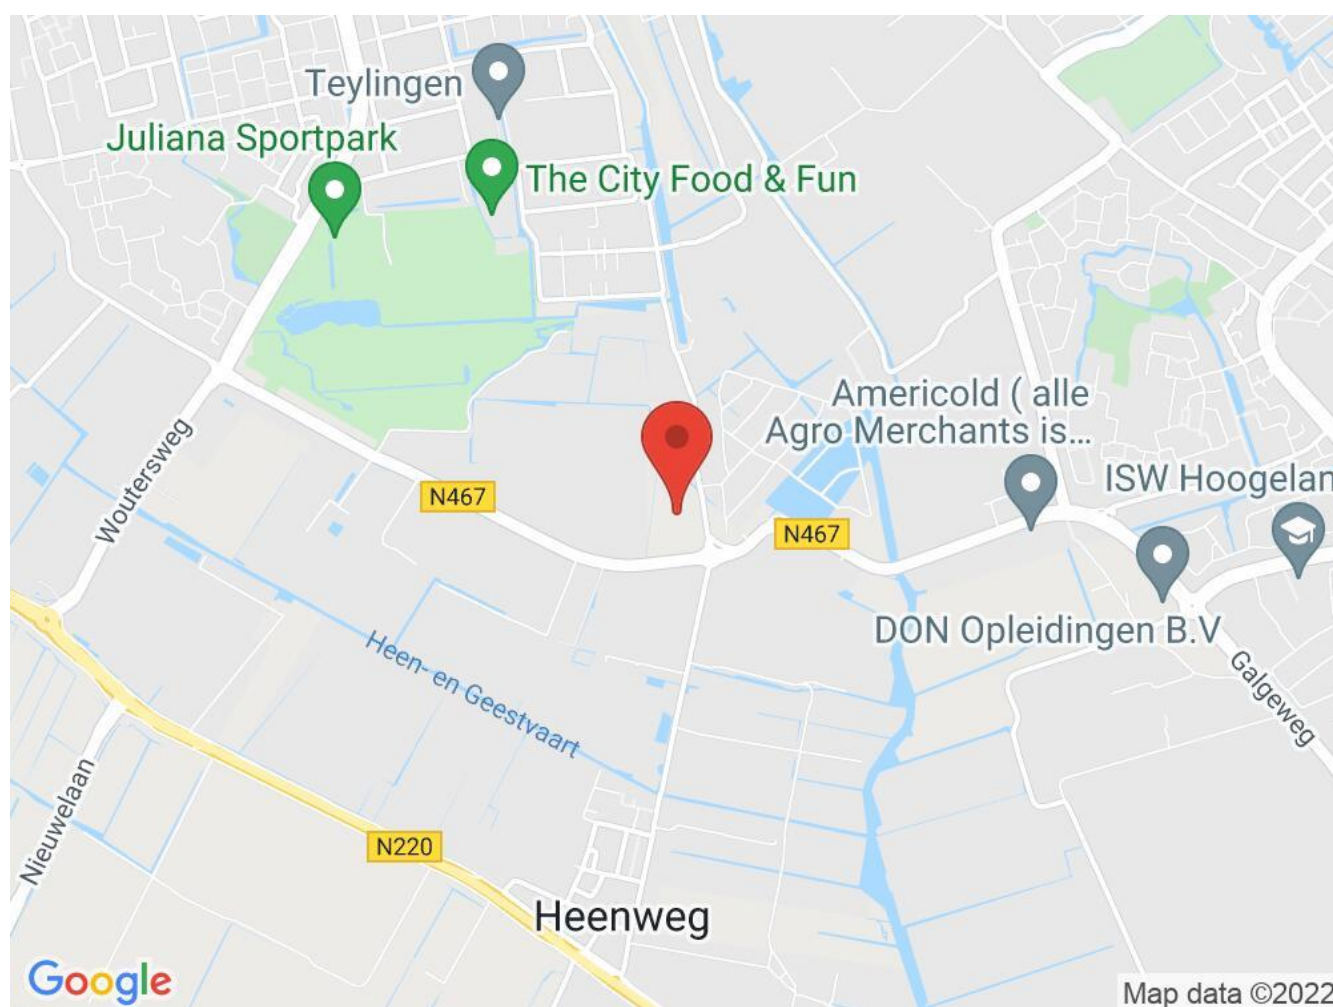 Teylingen
Juliana Sportpark
The City Food & Fun
Americold ( alle
Agro Merchants is...
ISW Hoogelan
N467
N467
Woutersweg
DON Opleidingen B.V
Heen- en Geestvaart
Galgeweg
Nieuwelaan
N220
Heenweg
Google
Map data ©2022